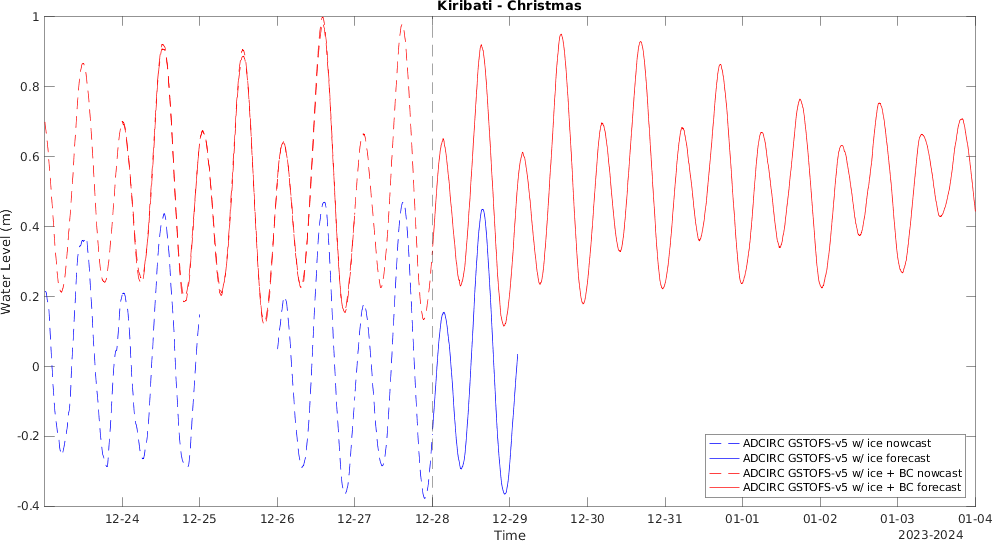 Kiribati - Christmas
1
0.8
0.6
0.4
0.2
0
-0.2
-0.4
Water Level (m)
12-24 12-25 12-26 12-27 12-28 12-29 12-30 12-31 01-01 01-02 01-03 01-04
Time
2023-2024
ADCIRC GSTOFS-v5 w/ ice nowcast
ADCIRC GSTOFS-v5 w/ ice forecast
ADCIRC GSTOFS-v5 w/ ice + BC nowcast
ADCIRC GSTOFS-v5 w/ ice + BC forecast